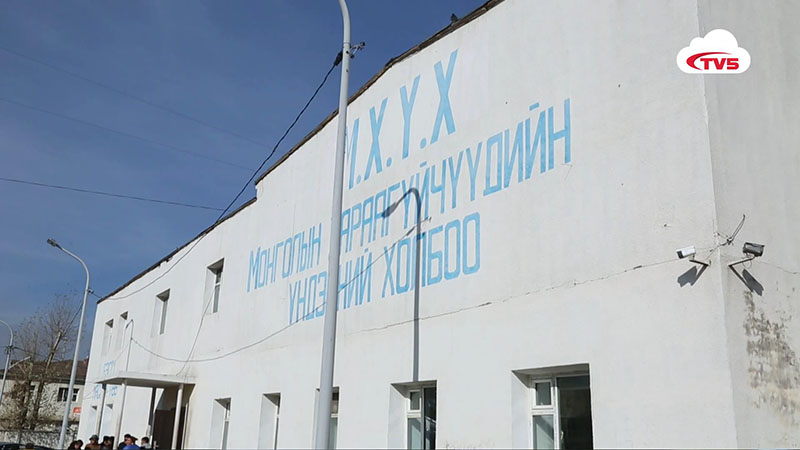 TV5
М.Х.Ү.Х
МОНГОЛЫН ХАРААГҮЙЧҮҮДИЙН
ҮНДЭСНИЙ ХОЛБОО